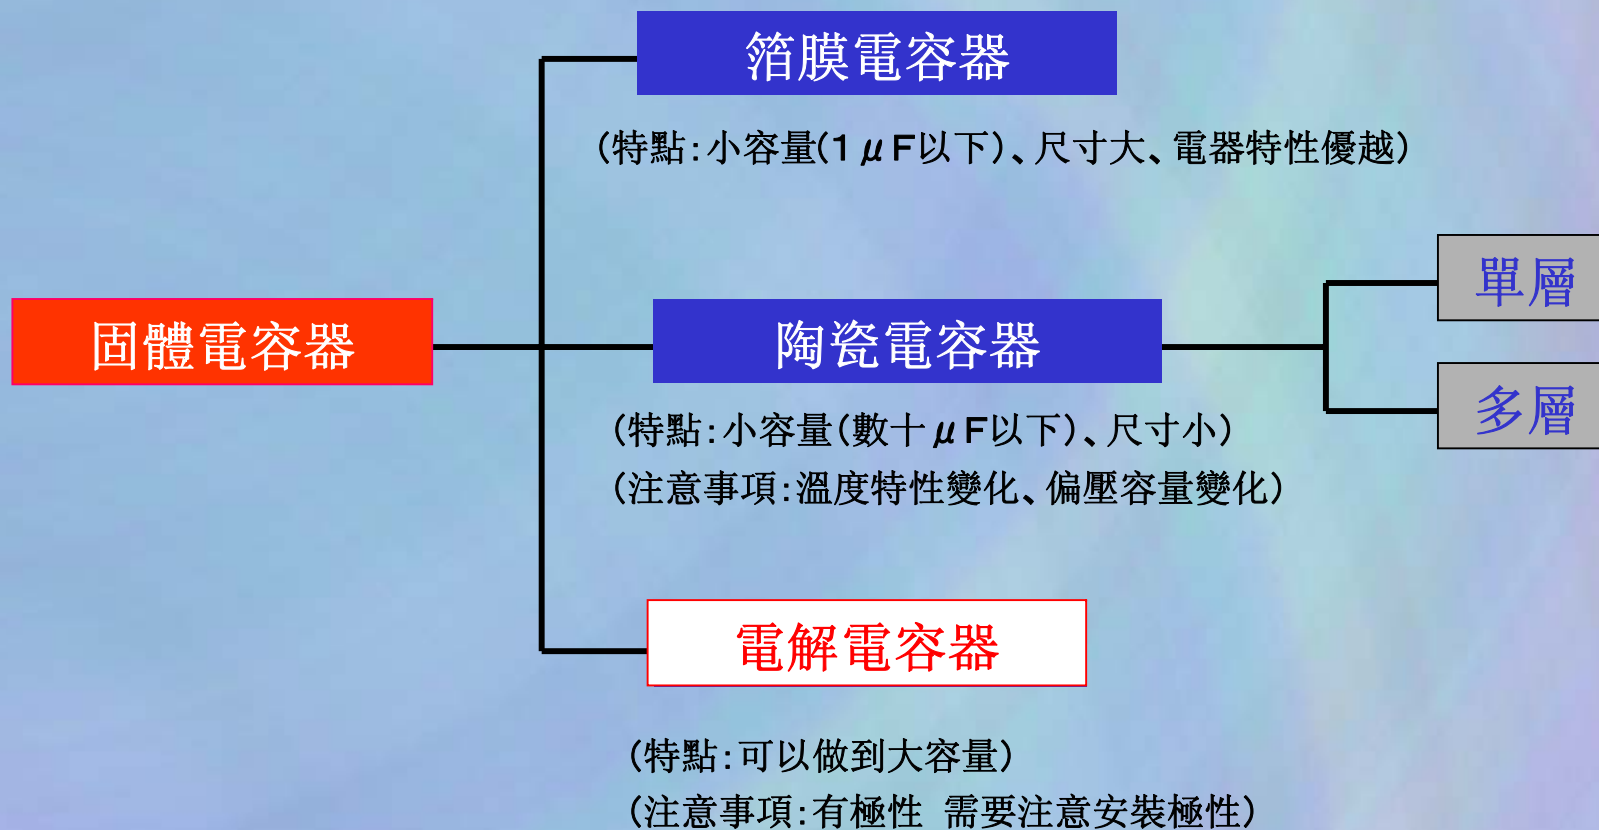 箔膜電容器
(特點:小容量(1μF以下)、尺寸大、電器特性優越)
單層
固體電容器
陶瓷電容器
多層
(特點:小容量(數十μF以下)、尺寸小)
(注意事項:溫度特性變化、偏壓容量變化)
電解電容器
(特點:可以做到大容量)
(注意事項:有極性 需要注意安裝極性)